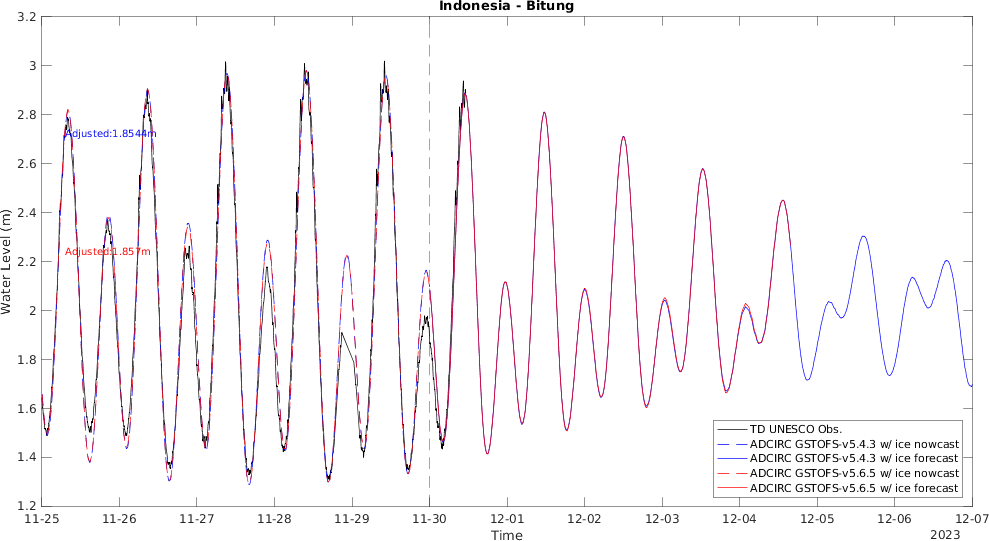 Indonesia - Bitung
3.2
3
2.8
2.6
2.4
2.2
2
1.8
1.6
1.4
1.2
Water Level (m)
Adjusted:1.8544m
Adjusted:1.857m
TD UNESCO Obs.
ADCIRC GSTOFS-v5.4.3 w/ ice nowcast
ADCIRC GSTOFS-v5.4.3 w/ ice forecast
ADCIRC GSTOFS-v5.6.5 w/ ice nowcast
ADCIRC GSTOFS-v5.6.5 w/ ice forecast
11-25 11-26 11-27 11-28 11-29 11-30 12-01 12-02 12-03 12-04 12-05 12-06 12-07
Time
2023